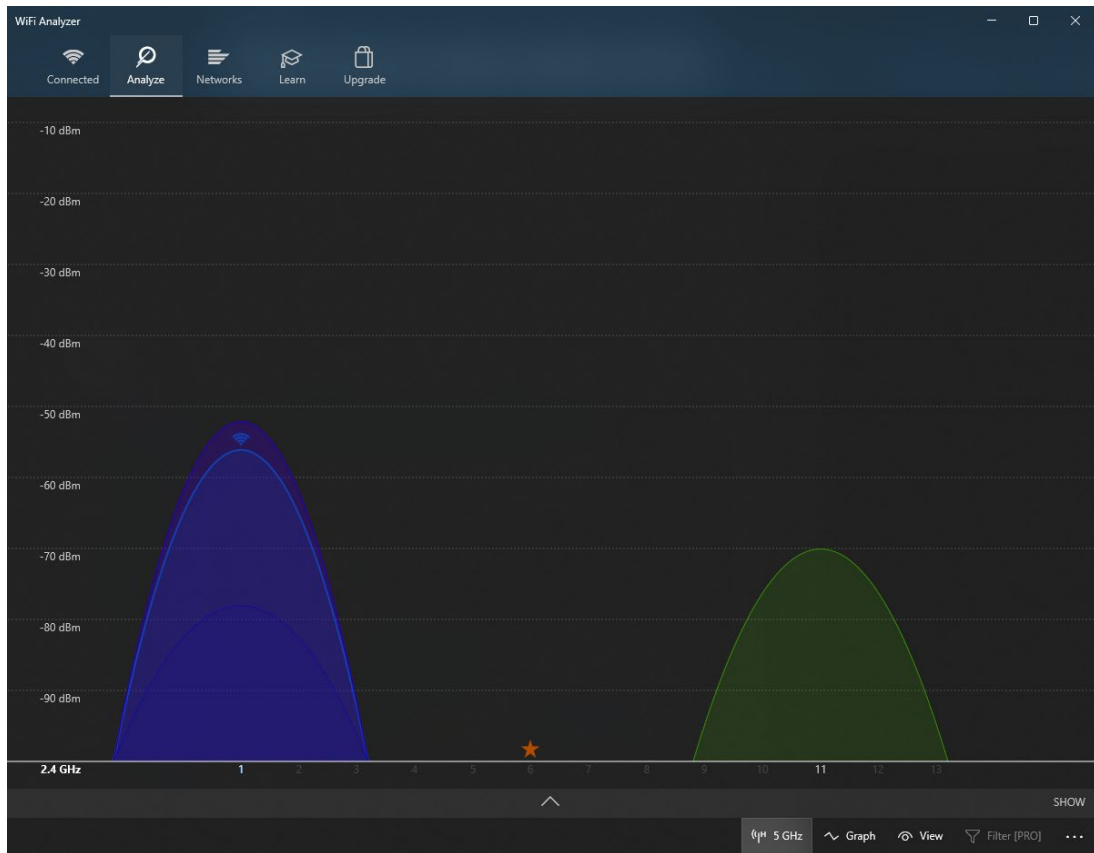 WiFi Analyzer
Connected Analyze Networks Learn Upgrade
-10 dBm
-20 dBm
-30 dBm
-40 dBm
-50 dBm
-60 dBm
-70 dBm
-80 dBm
-90 dBm
2.4 GHz 1 2 3 4 5 6 7 8 9 10 11 12 13
SHOW
5 GHz Graph View Filter [PRO] ...